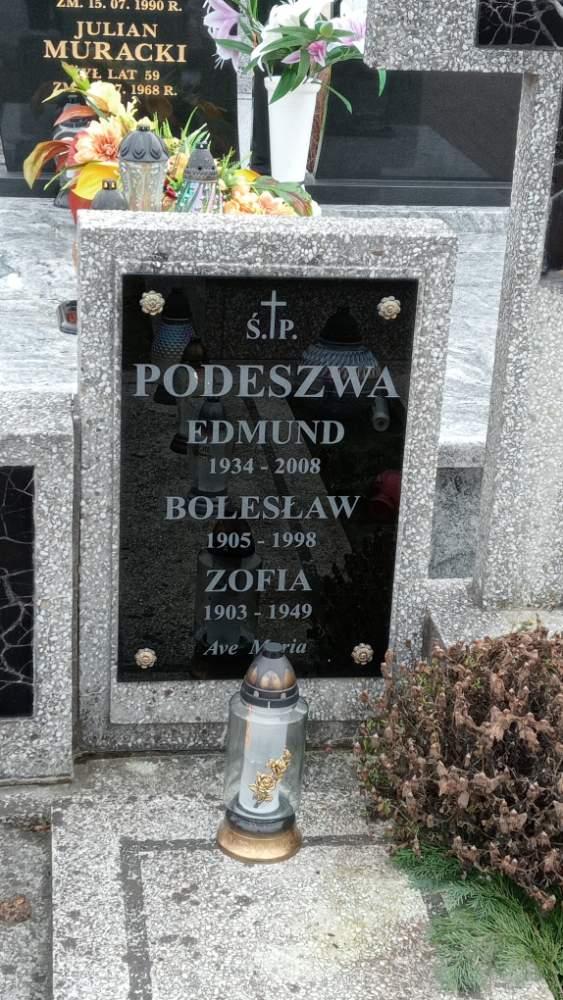 ZM. 15.07.1990 R.
JULIAN
MURACKI
LAT 59
1968 R.
Ś.†P.
PODESZWA
EDMUND
1934 - 2008
BOLESŁAW
1905 - 1998
ZOFIA
1903 - 1949
Ave Maria